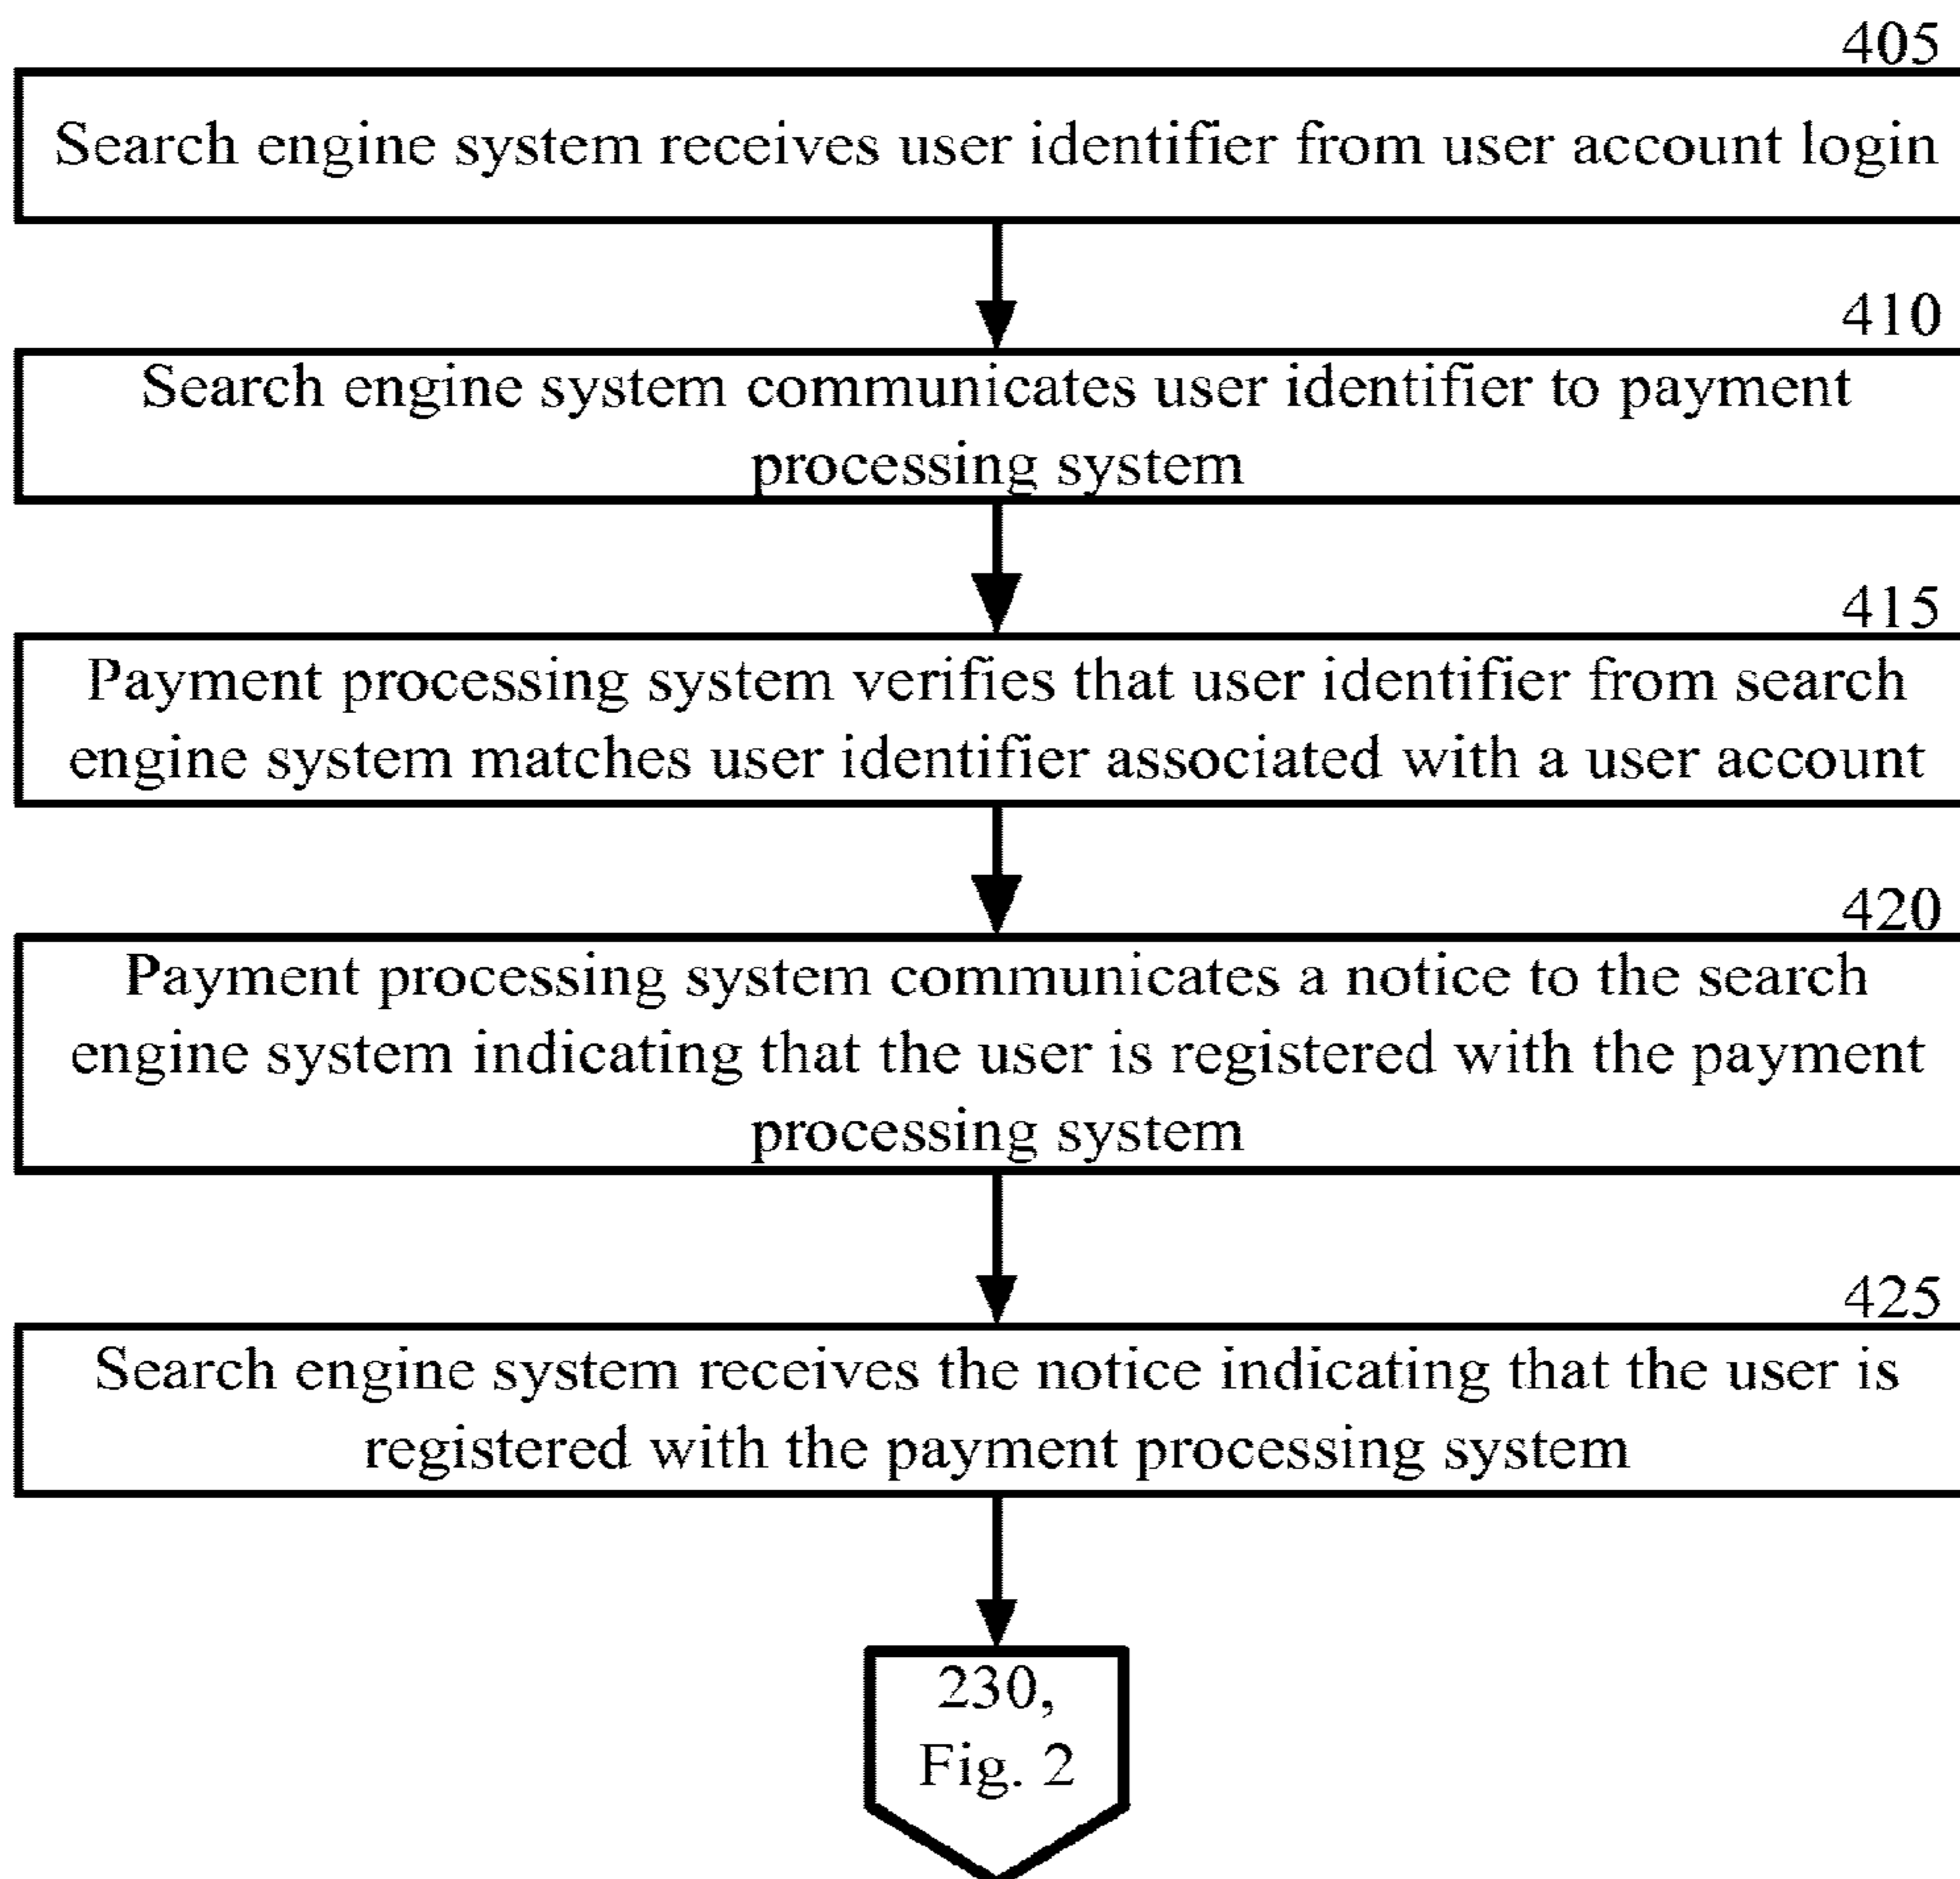 405
Search engine system receives user identifier from user account login
410
Search engine system communicates user identifier to payment
processing system
415
Payment processing system verifies that user identifier from search
engine system matches user identifier associated with a user account
420
Payment processing system communicates a notice to the search
engine system indicating that the user is registered with the payment
processing system
425
Search engine system receives the notice indicating that the user is
registered with the payment processing system
230,
Fig. 2